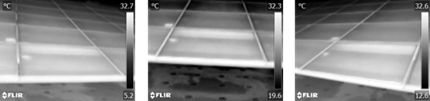 °C 32.7
5.2
◆FLIR
°C 32.3
19.6
◆FLIR
°C 32.6
12.6
◆FLIR